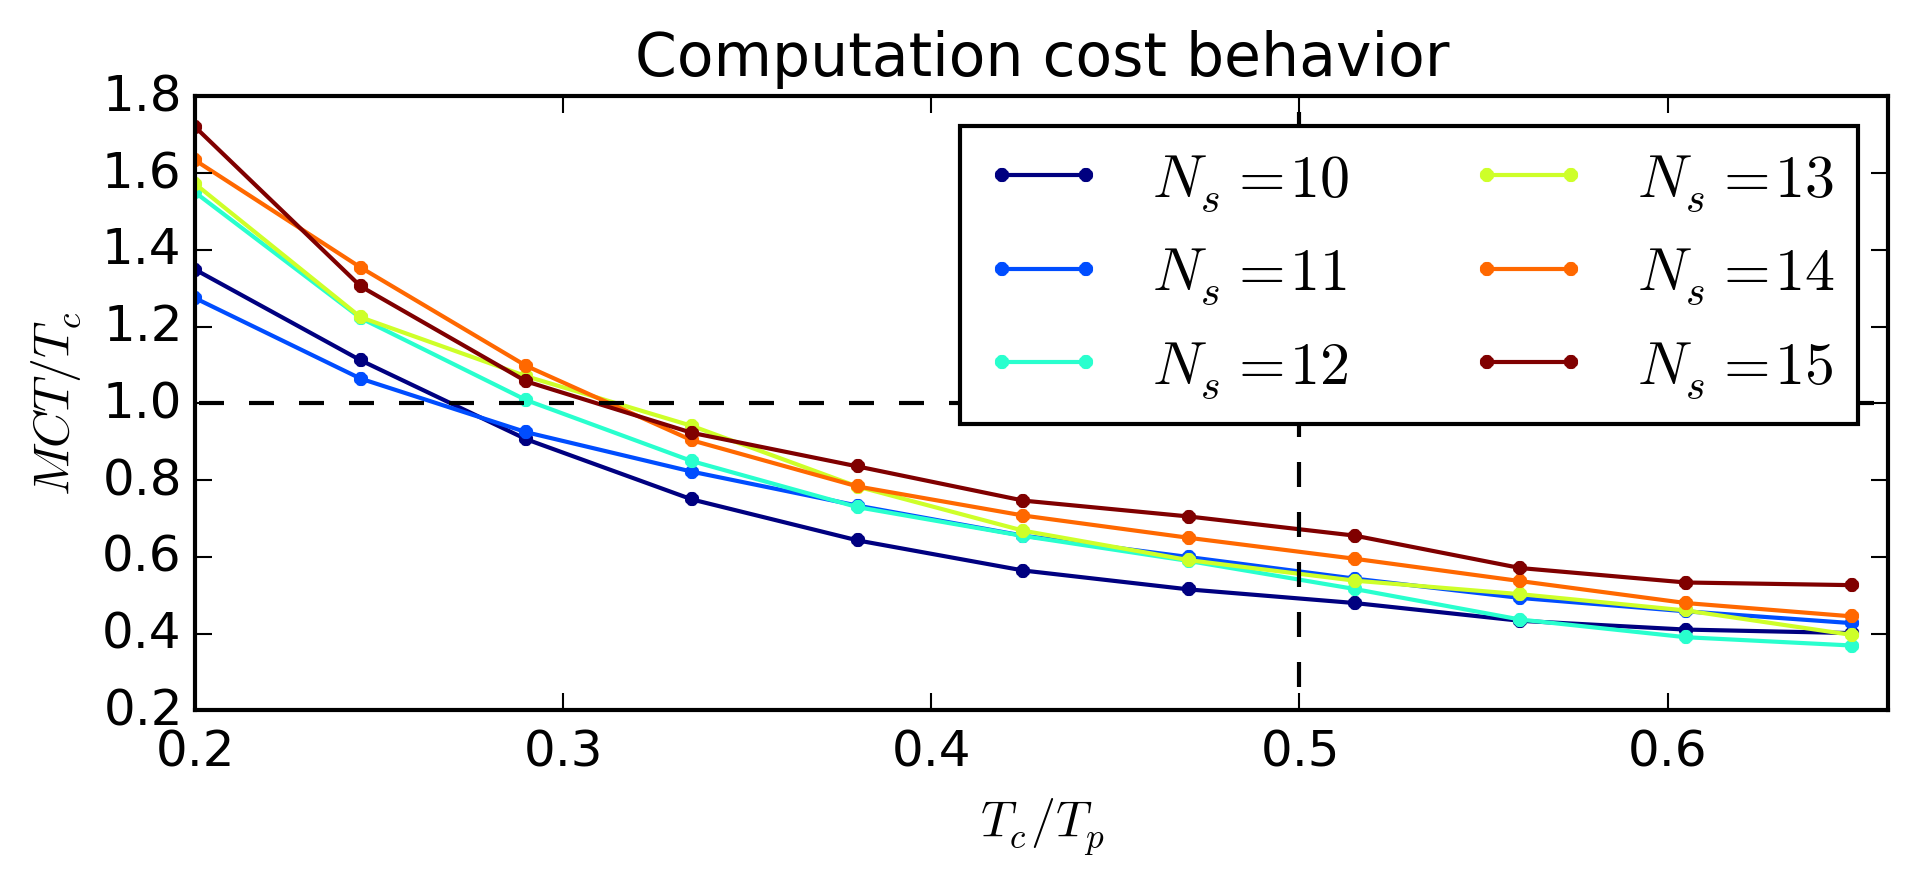 Computation cost behavior
1.8
1.6
1.4
1.2
1.0
0.8
0.6
0.4
0.2
MCT/T_c
N_s = 10
N_s = 11
N_s = 12
N_s = 13
N_s = 14
N_s = 15
0.2 0.3 0.4 0.5 0.6
T_c/T_p